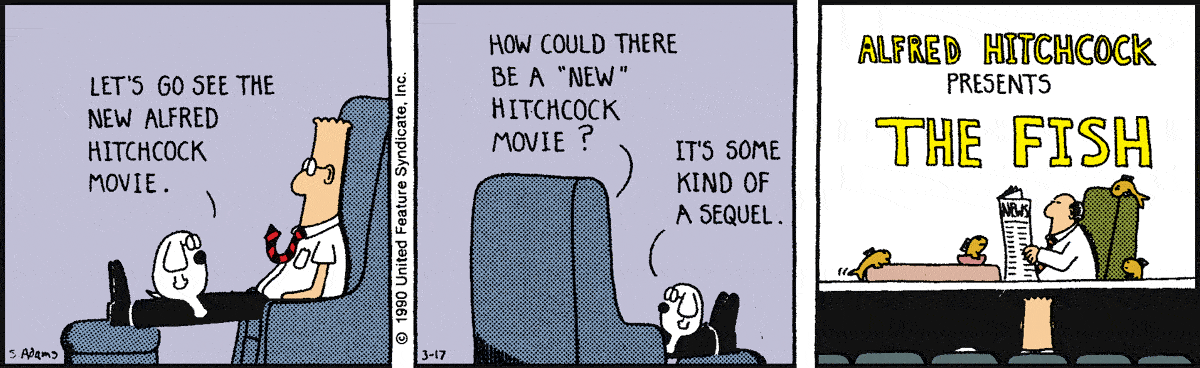 LET'S GO SEE THE
NEW ALFRED
HITCHCOCK
MOVIE.
S. Adams
© 1990 United Feature Syndicate, Inc.
HOW COULD THERE
BE A "NEW"
HITCHCOCK
MOVIE?
IT'S SOME
KIND OF
A SEQUEL.
3-17
ALFRED HITCHCOCK
PRESENTS
THE FISH
NEWS